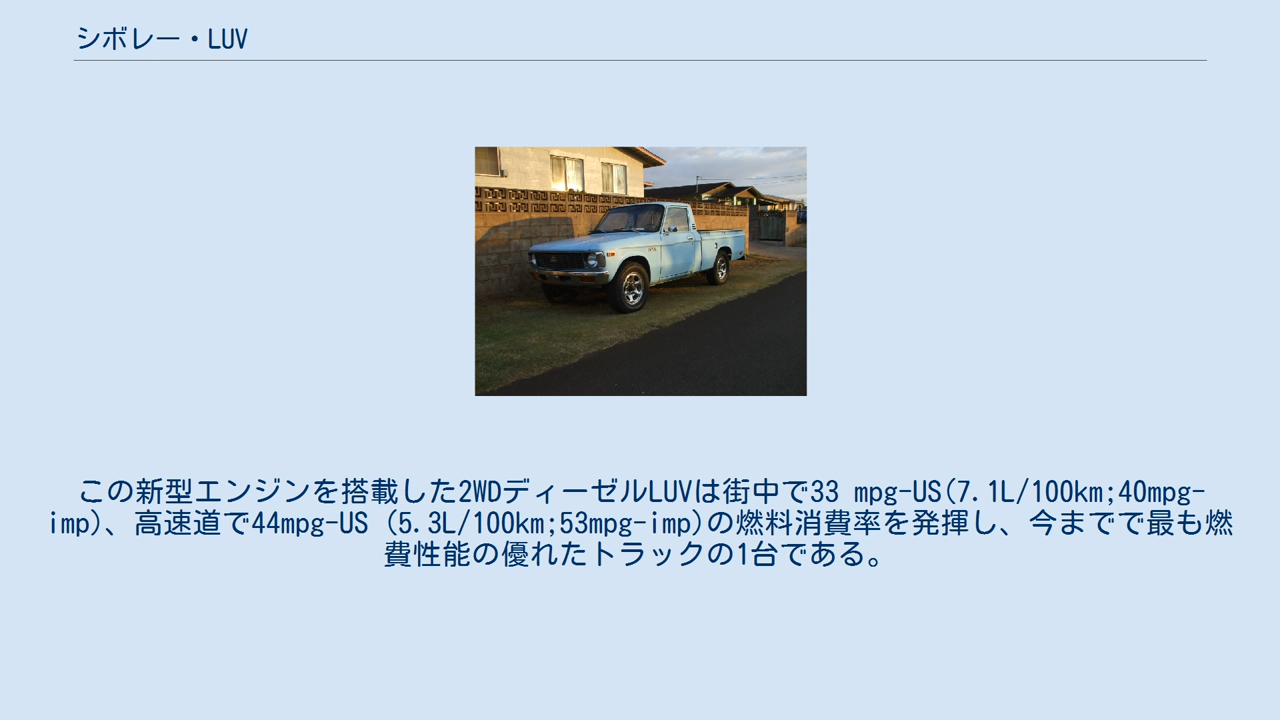 シボレー・LUV
この新型エンジンを搭載した2WDディーゼルLUVは街中で33 mpg-US(7.1L/100km;40mpg-
imp)、高速道で44mpg-US (5.3L/100km;53mpg-imp)の燃料消費率を発揮し、今までで最も燃
費性能の優れたトラックの1台である。